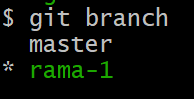 $ git branch
  master
* rama-1